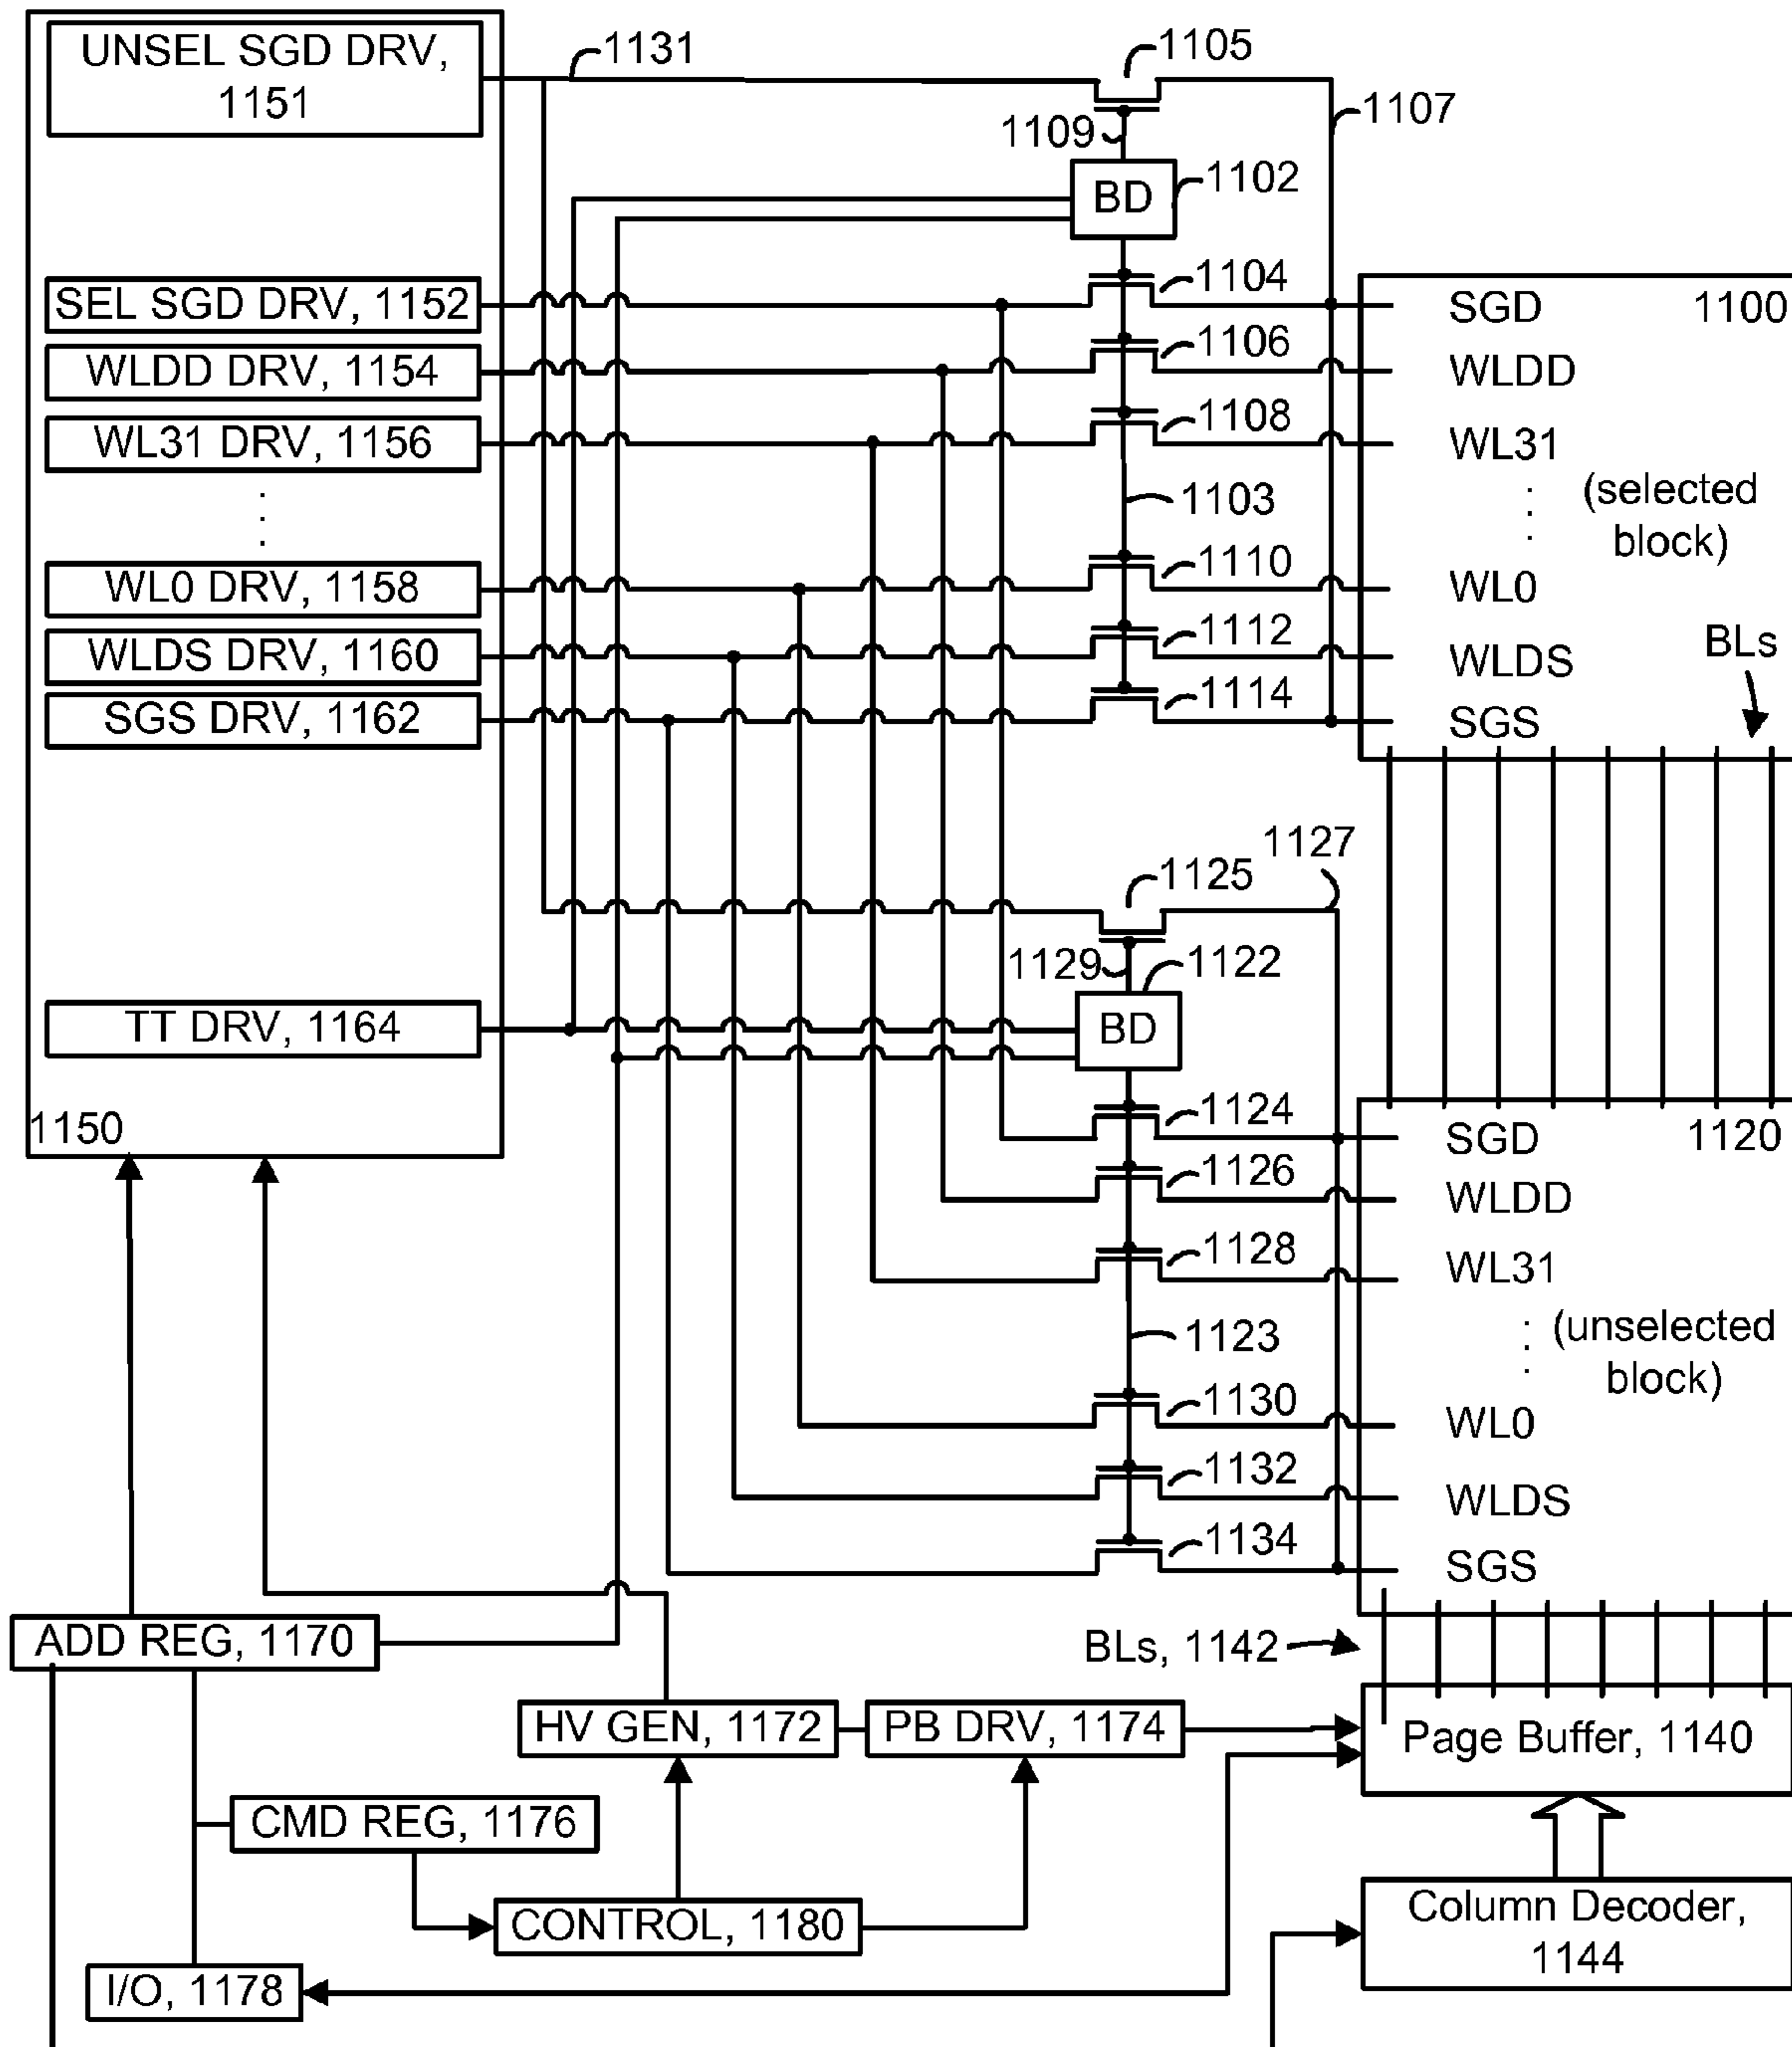 UNSEL SGD DRV,
1151
1131
1105
1109
1107
BD
1102
SEL SGD DRV, 1152
1104
SGD
1100
WLDD DRV, 1154
1106
WLDD
WL31 DRV, 1156
1108
WL31
1103
(selected
block)
WL0 DRV, 1158
1110
WL0
WLDS DRV, 1160
1112
WLDS
BLs
SGS DRV, 1162
1114
SGS
1127
1125
1129
1122
TT DRV, 1164
BD
1150
1124
SGD
1120
1126
WLDD
1128
WL31
1123
(unselected
block)
1130
WL0
1132
WLDS
1134
SGS
ADD REG, 1170
BLs, 1142
HV GEN, 1172
PB DRV, 1174
Page Buffer, 1140
CMD REG, 1176
CONTROL, 1180
Column Decoder,
1144
I/O, 1178